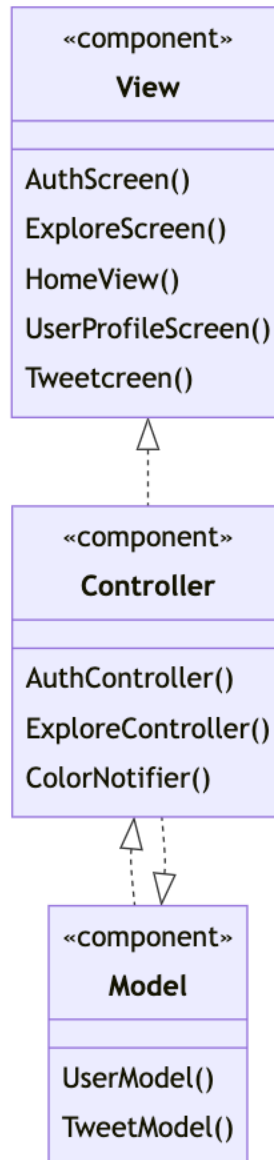 «component»
View
AuthScreen()
ExploreScreen()
HomeView()
UserProfileScreen()
Tweetcreen()
«component»
Controller
AuthController()
ExploreController()
ColorNotifier()
«component»
Model
UserModel()
TweetModel()